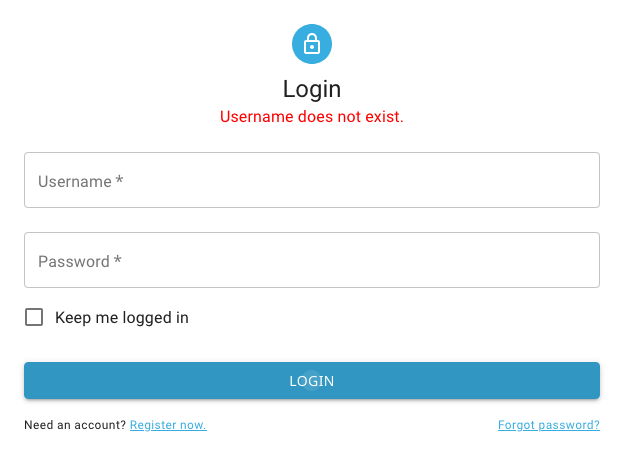 Login
Username does not exist.
Username *
Password *
Keep me logged in
LOGIN
Need an account? Register now. Forgot password?